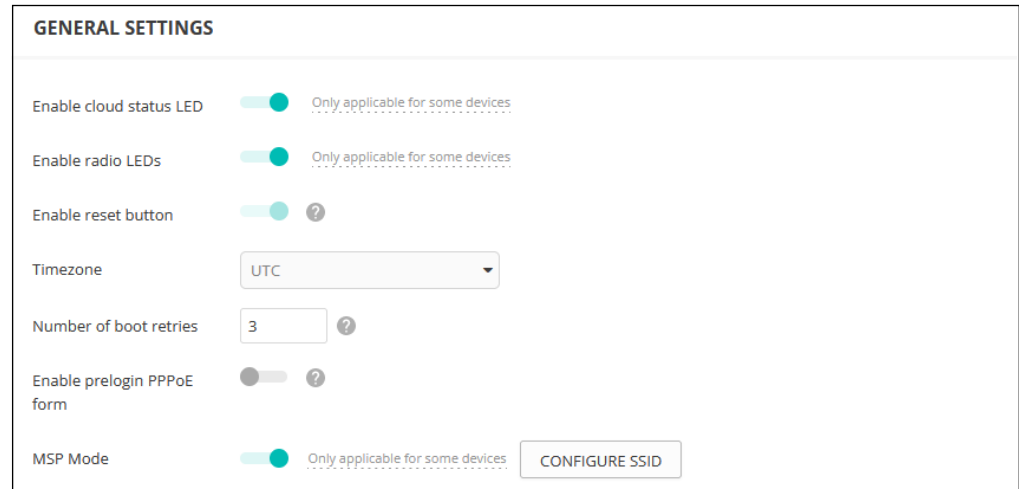 GENERAL SETTINGS
Enable cloud status LED
Only applicable for some devices
Enable radio LEDs
Only applicable for some devices
Enable reset button
?
Timezone
UTC
Number of boot retries
3
?
Enable prelogin PPPoE
form
?
MSP Mode
Only applicable for some devices
CONFIGURE SSID